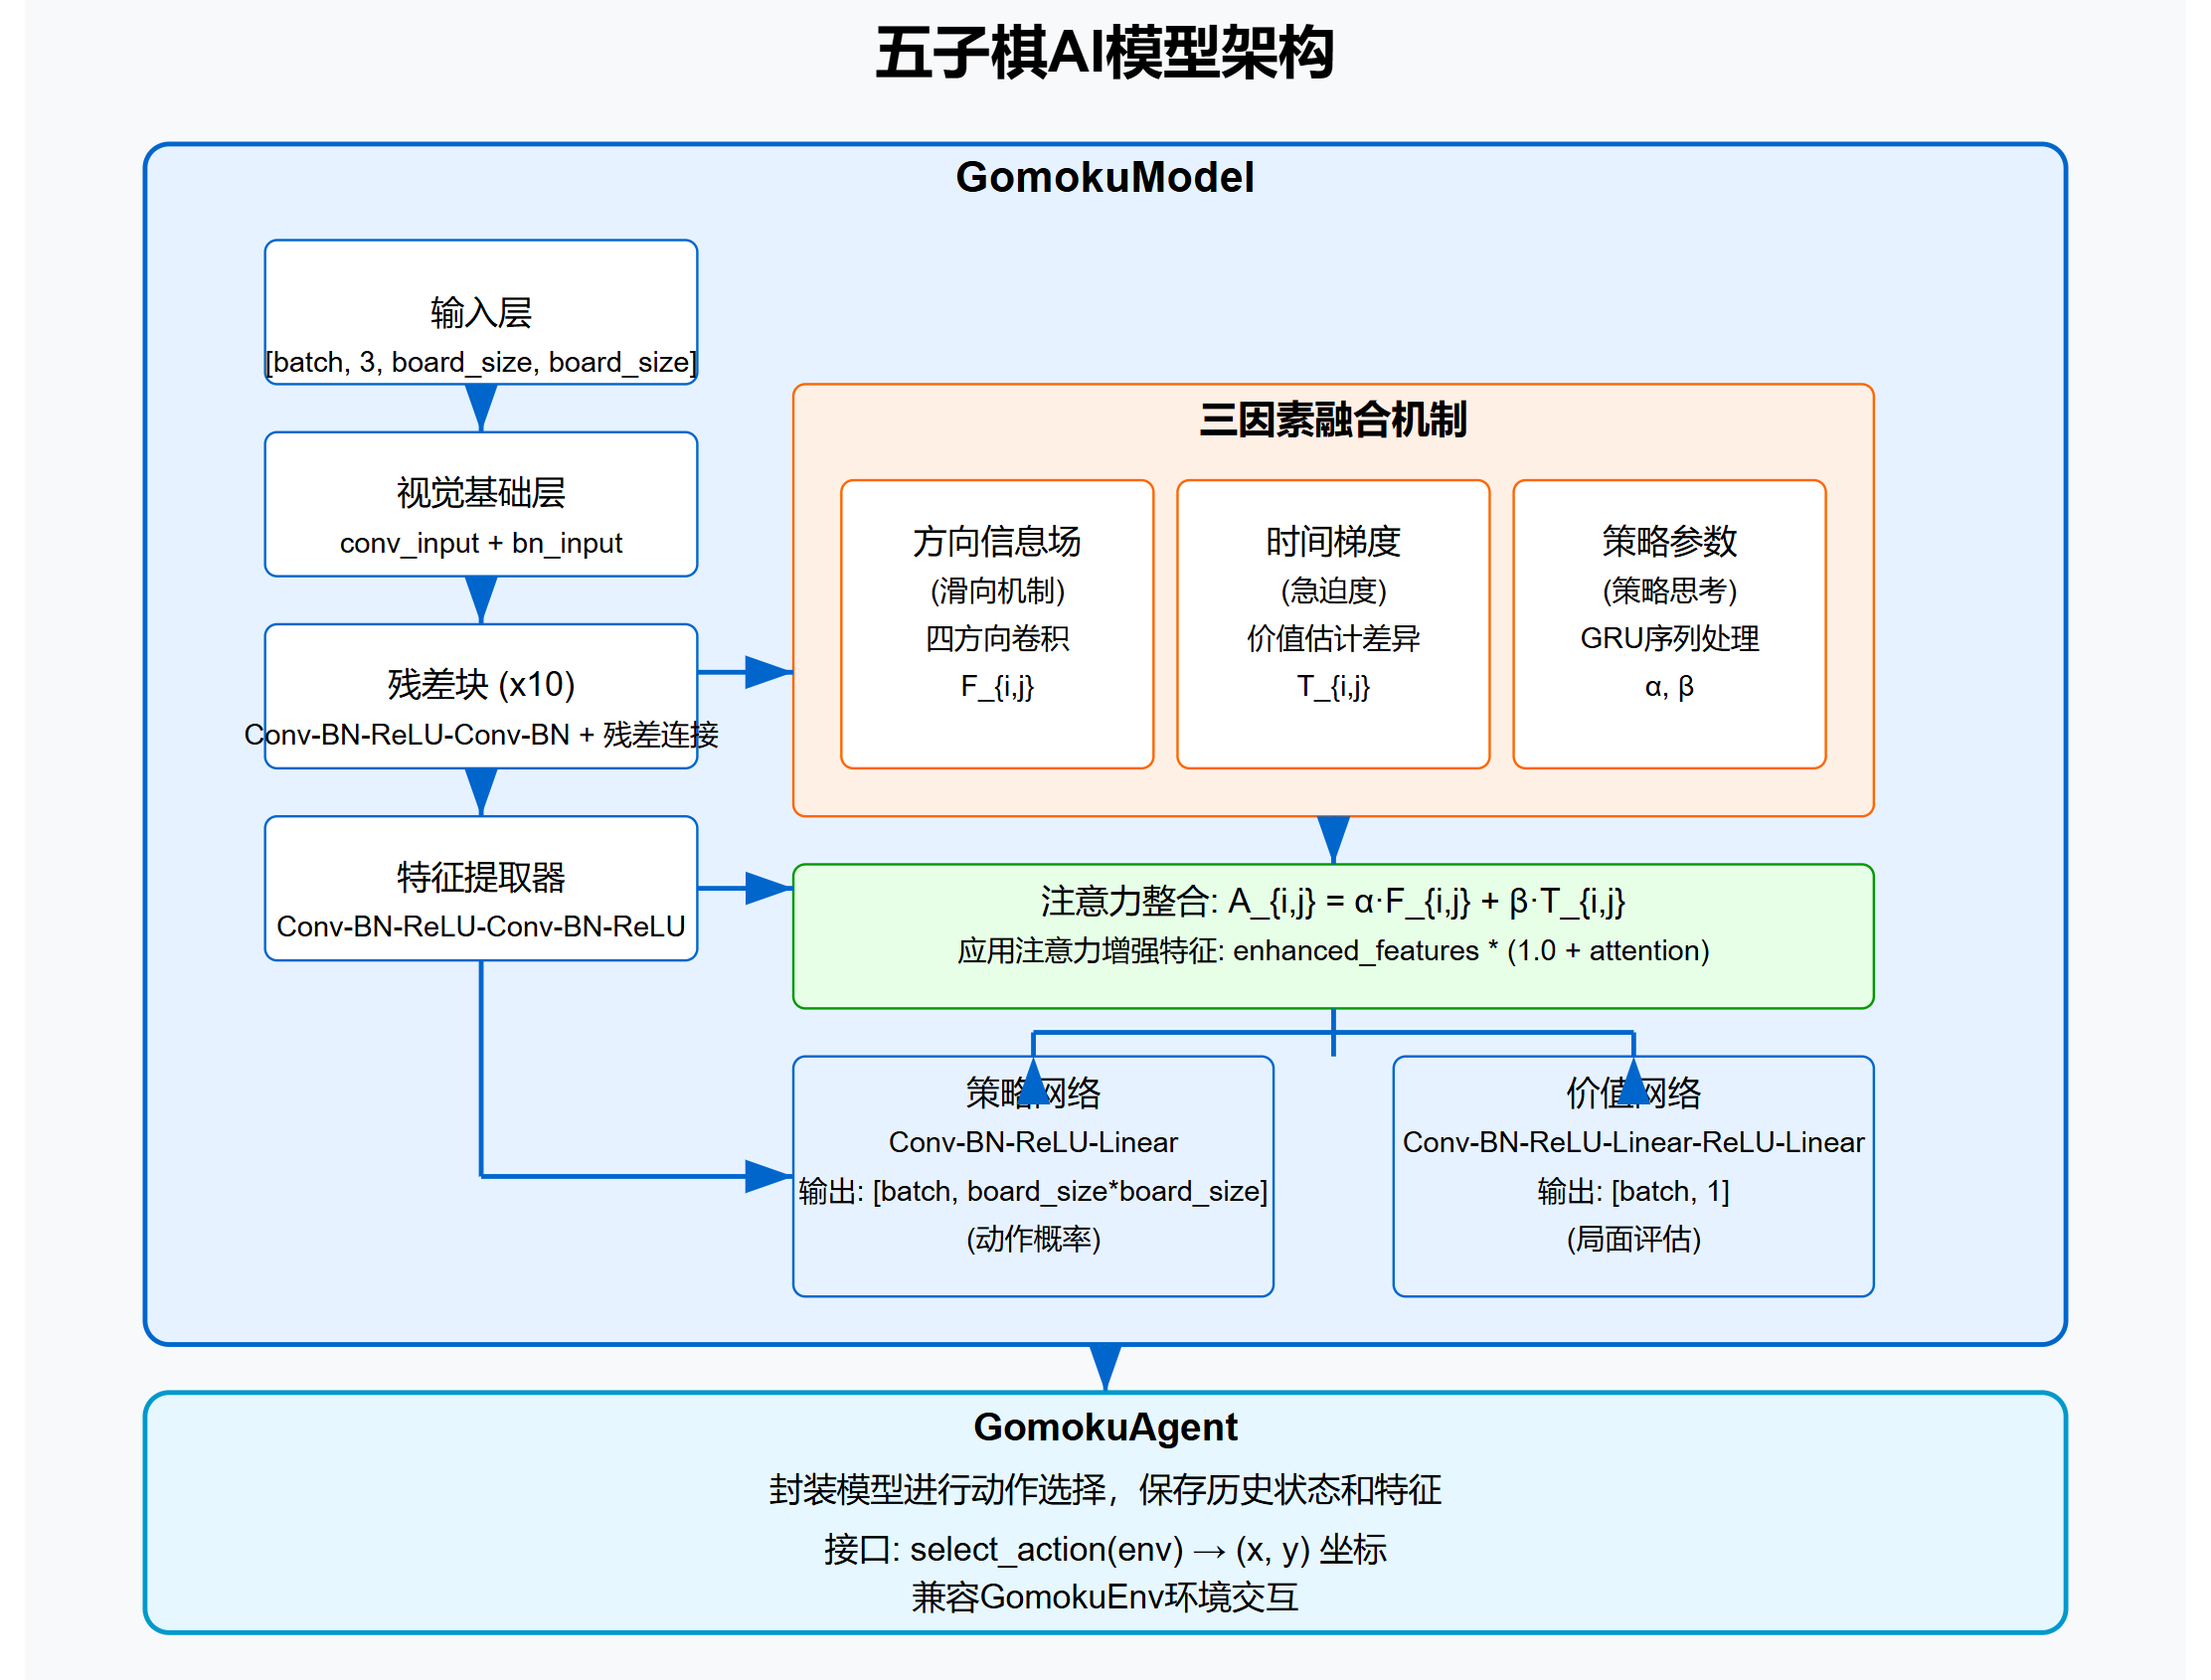 五子棋AI模型架构
GomokuModel
输入层
[batch, 3, board_size, board_size]
视觉基础层
conv_input + bn_input
残差块 (x10)
Conv-BN-ReLU-Conv-BN + 残差连接
特征提取器
Conv-BN-ReLU-Conv-BN-ReLU
三因素融合机制
方向信息场
(滑向机制)
四方向卷积
F_{i,j}
时间梯度
(急迫度)
价值估计差异
T_{i,j}
策略参数
(策略思考)
GRU序列处理
α, β
注意力整合: A_{i,j} = α·F_{i,j} + β·T_{i,j}
应用注意力增强特征: enhanced_features * (1.0 + attention)
策略网络
Conv-BN-ReLU-Linear
输出: [batch, board_size*board_size]
(动作概率)
价值网络
Conv-BN-ReLU-Linear-ReLU-Linear
输出: [batch, 1]
(局面评估)
GomokuAgent
封装模型进行动作选择，保存历史状态和特征
接口: select_action(env) → (x, y) 坐标
兼容GomokuEnv环境交互